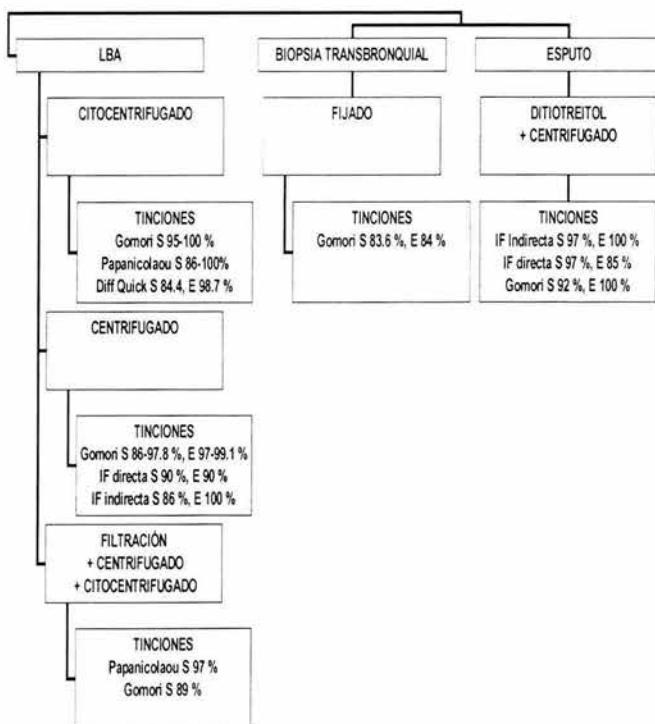 LBA
CITOCENTRIFUGADO
TINCIONES
Gomori S 95-100 %
Papanicolaou S 86-100%
Diff Quick S 84.4, E 98.7 %
CENTRIFUGADO
TINCIONES
Gomori S 86-97.8 %, E 97-99.1 %
IF directa S 90 %, E 90 %
IF indirecta S 86 %, E 100 %
FILTRACIÓN
+ CENTRIFUGADO
+ CITOCENTRIFUGADO
TINCIONES
Papanicolaou S 97 %
Gomori S 89 %
BIOPSIA TRANSBRONQUIAL
FIJADO
TINCIONES
Gomori S 83.6 %, E 84 %
ESPUTO
DITIOTREITOL
+ CENTRIFUGADO
TINCIONES
IF Indirecta S 97 %, E 100 %
IF directa S 97 %, E 85 %
Gomori S 92 %, E 100 %